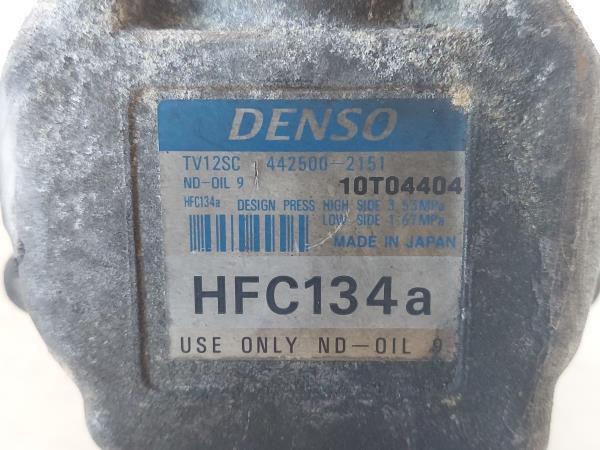 DENSO
TV12SC 442500-2151
ND-OIL 9 10T04404
HFC134a DESIGN PRESS HIGH SIDE 3.53MPa
LOW SIDE 1.67MPa
MADE IN JAPAN
HFC134a
USE ONLY ND-OIL 9